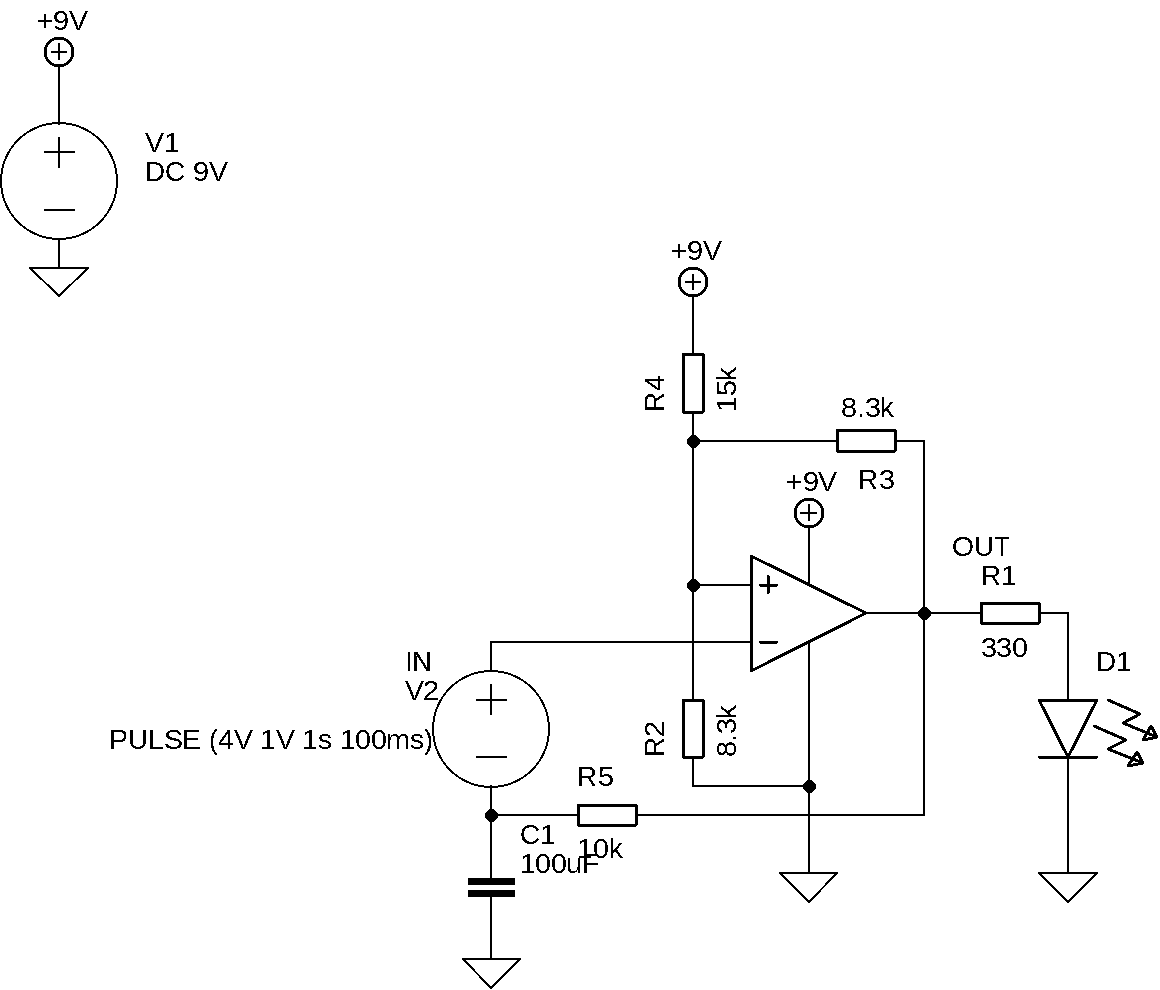 +9V
V1
DC 9V
+9V
R4
15k
8.3k
R3
+9V
OUT
R1
330
D1
IN
V2
PULSE (4V 1V 1s 100ms)
R2
8.3k
R5
10k
C1
100uF